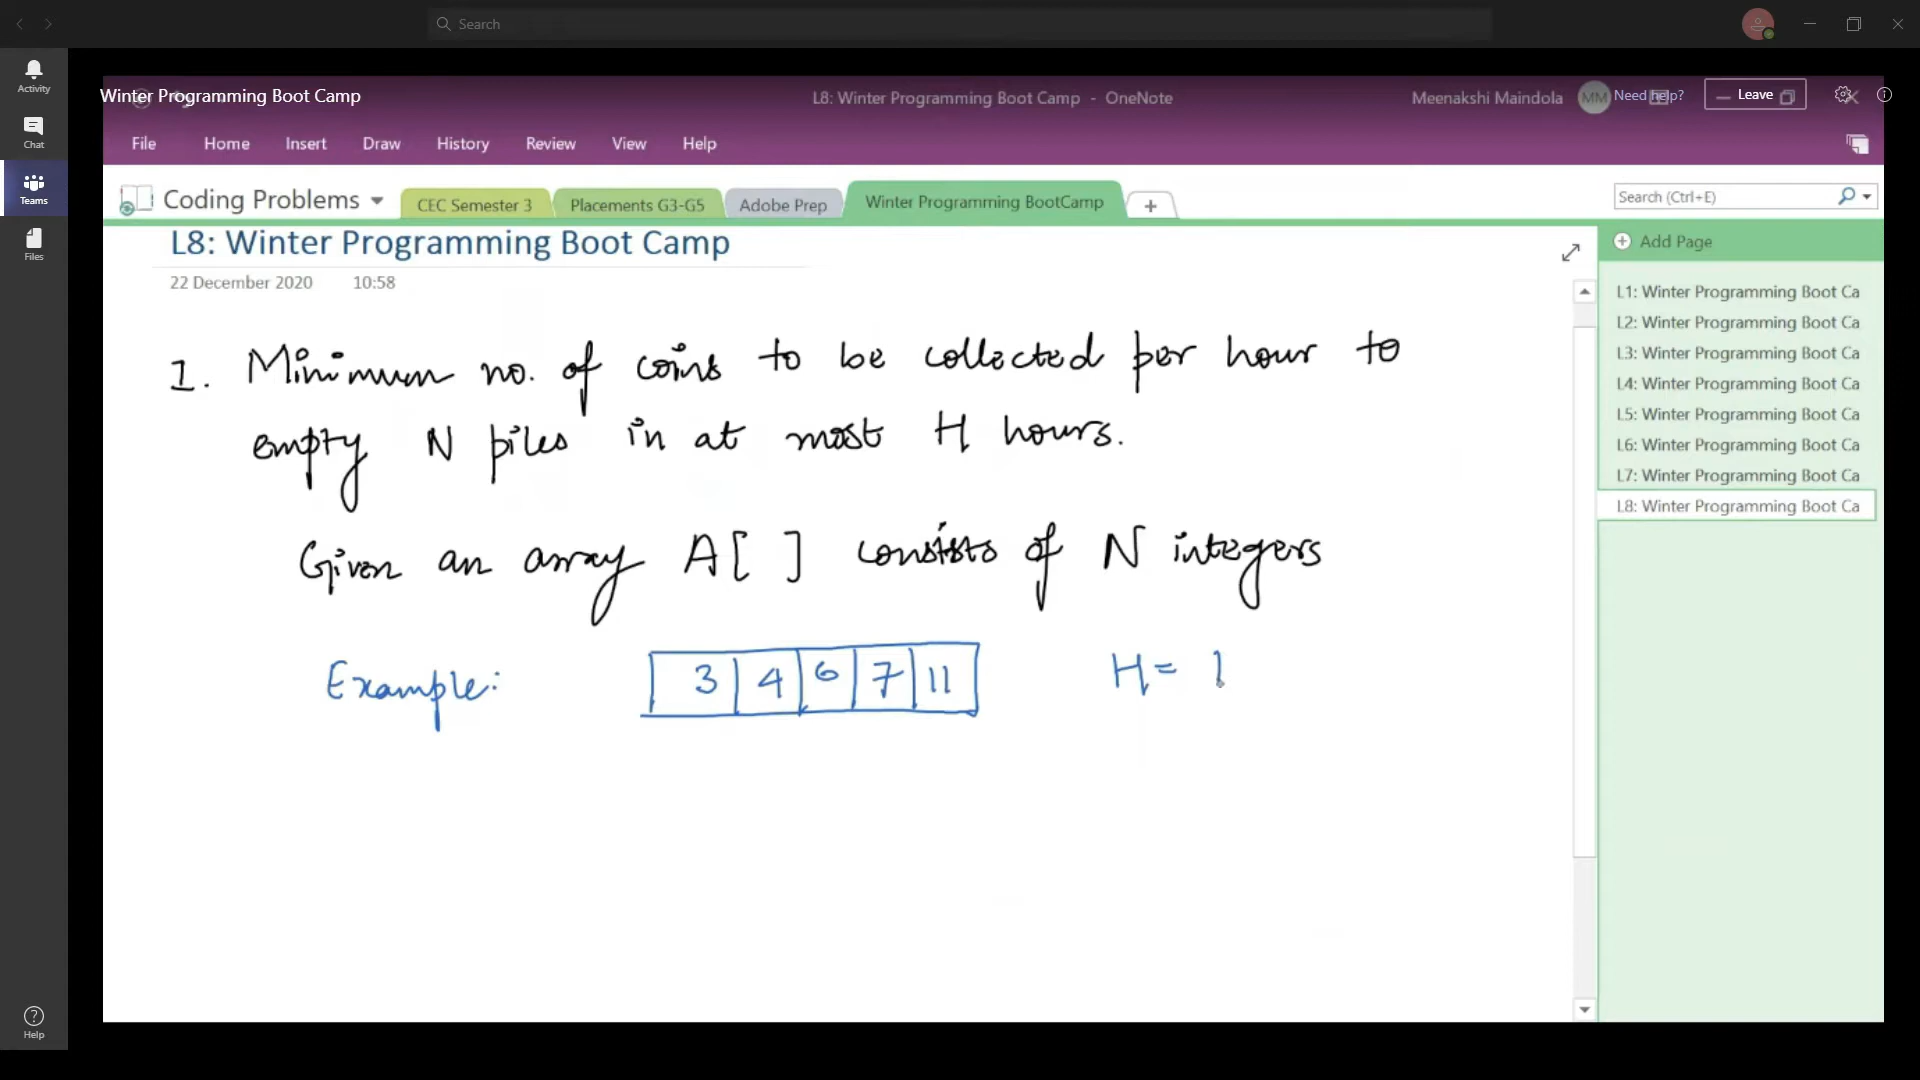 Search
Activity
Chat
Teams
Files
Help
Winter Programming Boot Camp
L8: Winter Programming Boot Camp - OneNote
Meenakshi Maindola
MM
Need help?
Leave
File Home Insert Draw History Review View Help
Coding Problems
CEC Semester 3
Placements G3-G5
Adobe Prep
Winter Programming BootCamp
Search (Ctrl+E)
L8: Winter Programming Boot Camp
22 December 2020 10:58
1. Minimum no. of coins to be collected per hour to
empty N piles in at most H hours.
Given an array A[ ] consists of N integers
Example: 3 4 6 7 11 H = 1
Add Page
L1: Winter Programming Boot Ca
L2: Winter Programming Boot Ca
L3: Winter Programming Boot Ca
L4: Winter Programming Boot Ca
L5: Winter Programming Boot Ca
L6: Winter Programming Boot Ca
L7: Winter Programming Boot Ca
L8: Winter Programming Boot Ca